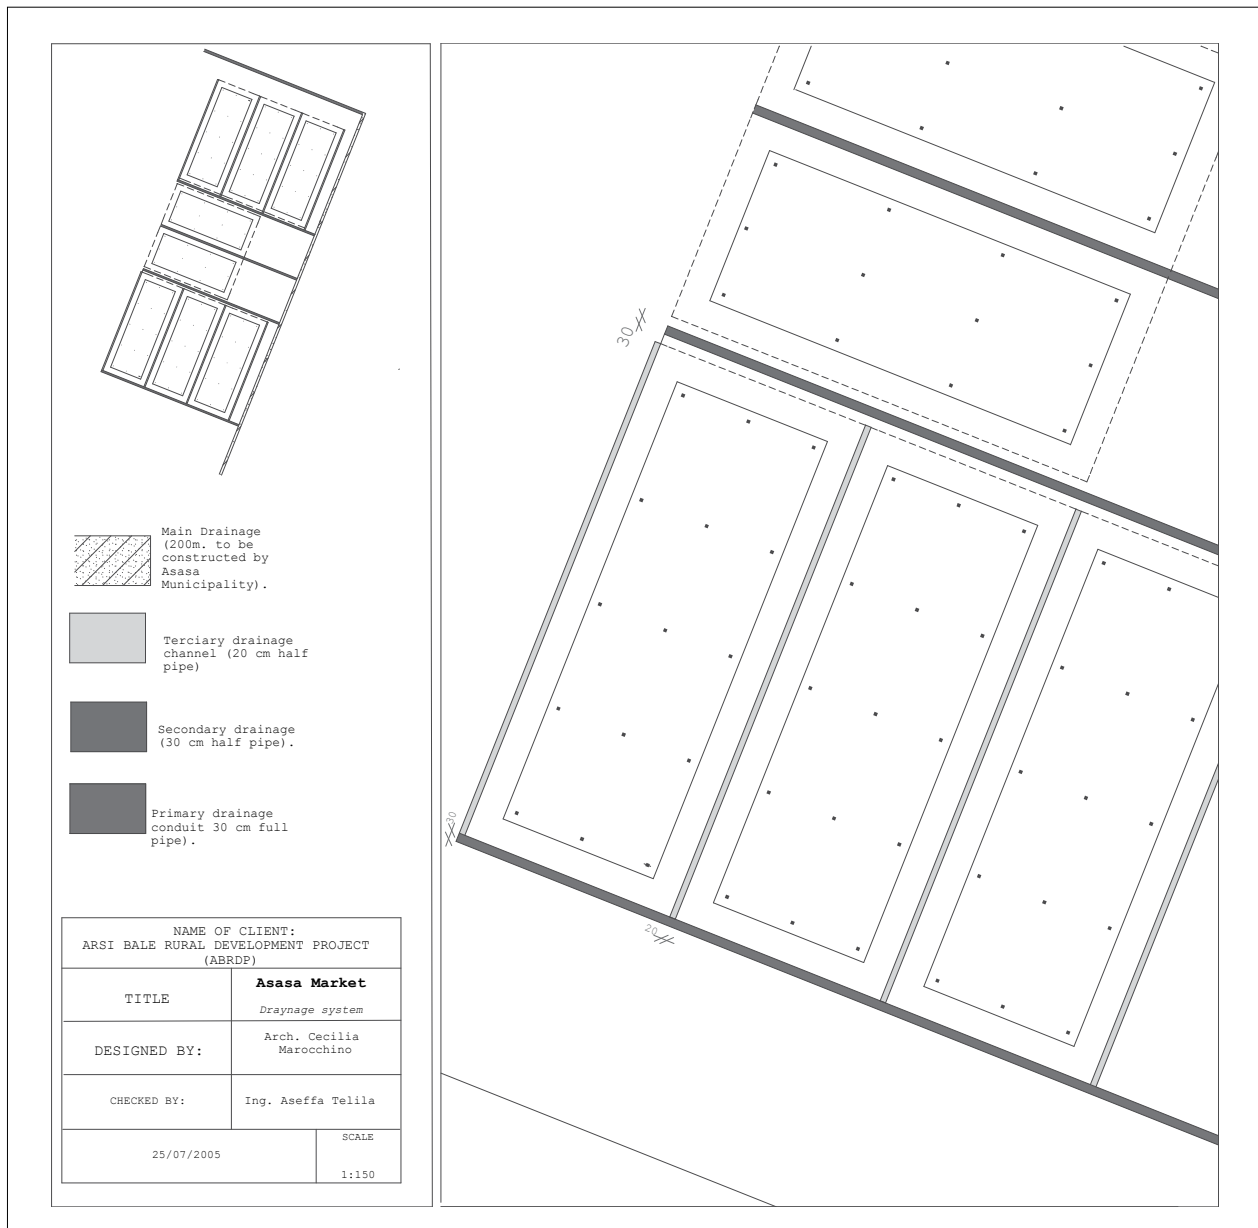 Main Drainage
(200m. to be
constructed by
Asasa
Municipality).
Terciary drainage
channel (20 cm half
pipe)
Secondary drainage
(30 cm half pipe).
Primary drainage
conduit 30 cm full
pipe).
NAME OF CLIENT:
ARSI BALE RURAL DEVELOPMENT PROJECT
(ABRDP)
TITLE
Asasa Market
Draynage system
DESIGNED BY:
Arch. Cecilia
Marocchino
CHECKED BY:
Ing. Aseffa Telila
25/07/2005
SCALE
1:150
30
30
20